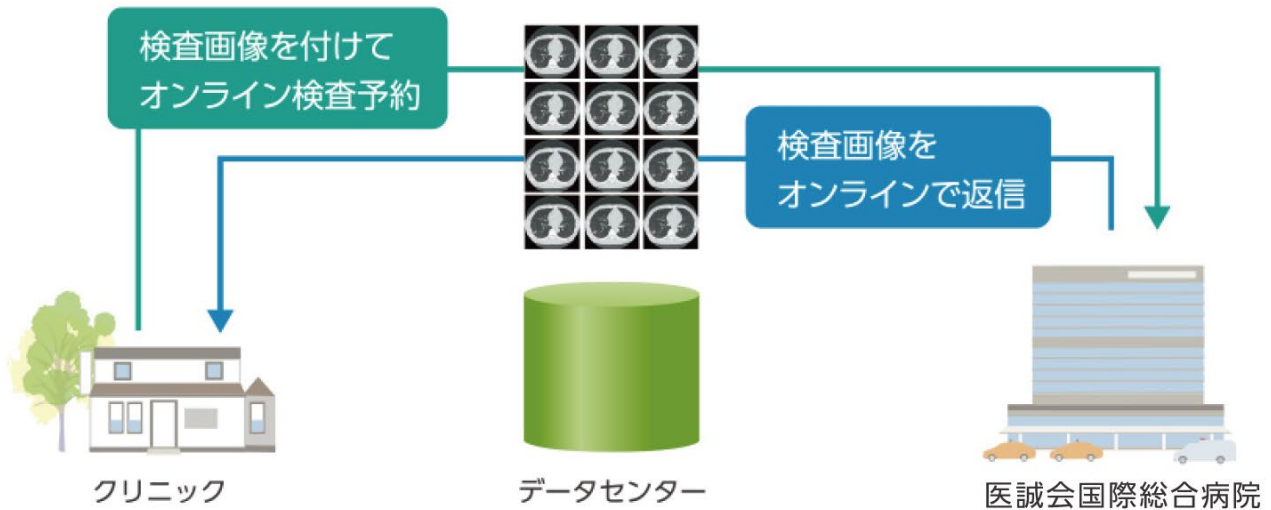 検査画像を付けて
オンライン検査予約
検査画像を
オンラインで返信
クリニック
データセンター
医誠会国際総合病院